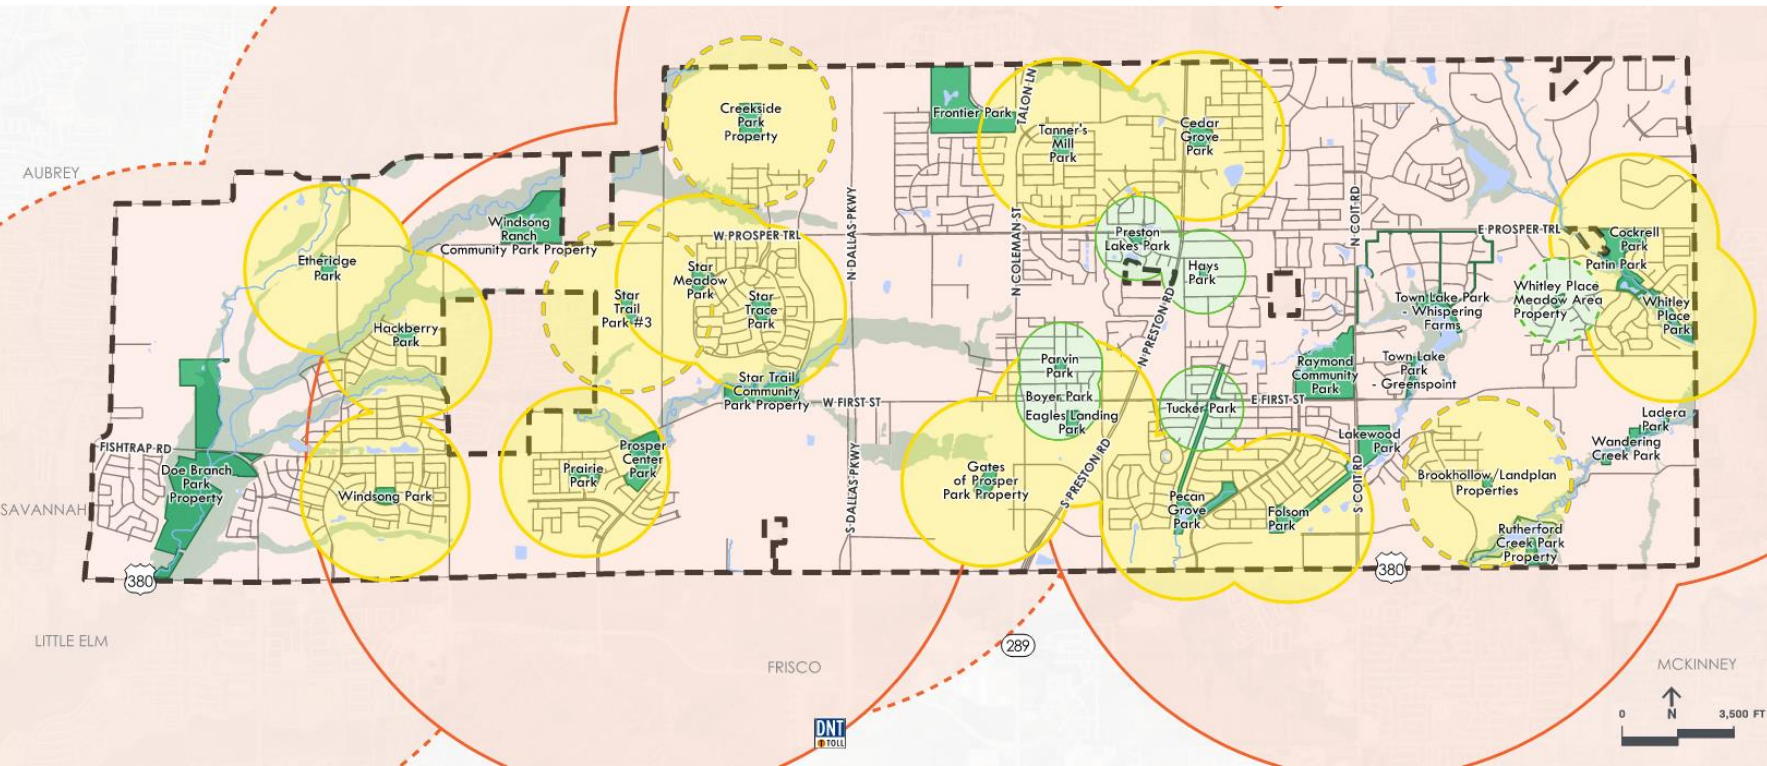 Creekside
Park
Property
Frontier Park
TALON LN
Tanner's
Mill
Park
Cedar
Grove
Park
AUBREY
Windsong
Ranch
Community Park Property
Etheridge
Park
W PROSPER TRL
N DALLAS PKWY
N COLEMAN ST
Preston
Lakes Park
Hays
Park
N COIT RD
E PROSPER TRL
Cockrell
Park
Patin Park
Star
Meadow
Park
Star
Trail
Park #3
Star
Trace
Park
Hackberry
Park
N PRESTON RD
Town Lake Park
- Whispering
Farms
Whitley Place
Meadow Area
Property
Whitley
Place
Park
Parvin
Park
Boyer Park
Eagles Landing
Park
Raymond
Community
Park
Town Lake
Park
- Greenspoint
Star Trail
Community
Park Property
W FIRST ST
Tucker Park
E FIRST ST
Ladera
Park
Wandering
Creek Park
Lakewood
Park
FISHTRAP RD
Doe Branch
Park
Property
Windsong Park
Prairie
Park
Prosper
Center
Park
S DALLAS PKWY
Gates
of Prosper
Park Property
S PRESTON RD
Pecan
Grove
Park
Folsom
Park
S COIT RD
Brookhollow/Landplan
Properties
Rutherford
Creek Park
Property
SAVANNAH
380
380
LITTLE ELM
289
FRISCO
MCKINNEY
DNT
TOLL
N
0
3,500 FT